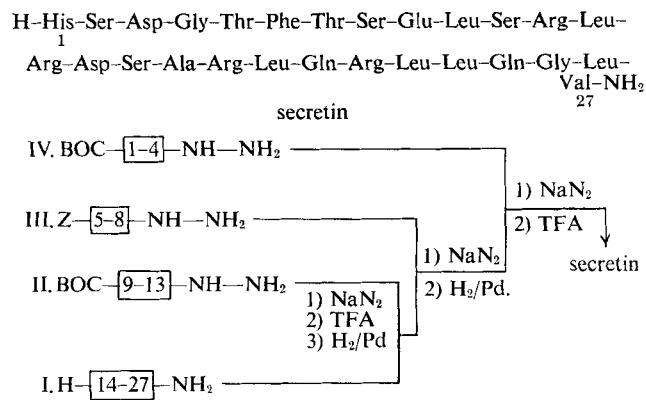 H–His–Ser–Asp–Gly–Thr–Phe–Thr–Ser–Glu–Leu–Ser–Arg–Leu–
1
Arg–Asp–Ser–Ala–Arg–Leu–Gln–Arg–Leu–Leu–Gln–Gly–Leu–
Val–NH₂
27
secretin
IV. BOC–1–4–NH–NH₂
1) NaN₂
2) TFA
III. Z–5–8–NH–NH₂
secretin
1) NaN₂
2) H₂/Pd.
II. BOC–9–13–NH–NH₂
1) NaN₂
2) TFA
3) H₂/Pd
I. H–14–27–NH₂